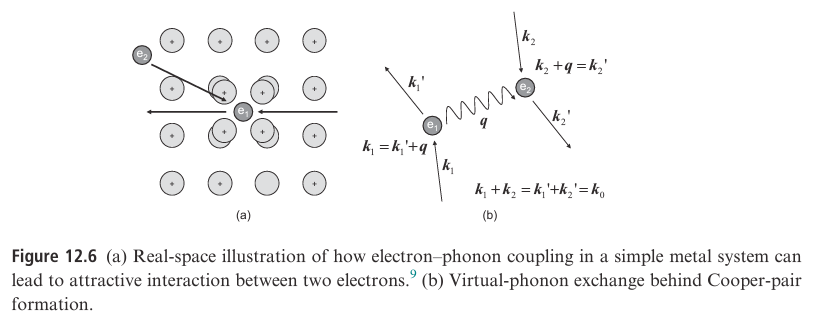 e₂
+ + + +
+ + + +
e₁
+ + + +
+ + +
(a)
k₂
k₂ + q = k₂'
k₁'
e₂
e₁
q
k₂'
k₁ = k₁'+ q
k₁
k₁ + k₂ = k₁'+k₂'= k₀
(b)
Figure 12.6 (a) Real-space illustration of how electron–phonon coupling in a simple metal system can
lead to attractive interaction between two electrons.⁹ (b) Virtual-phonon exchange behind Cooper-pair
formation.